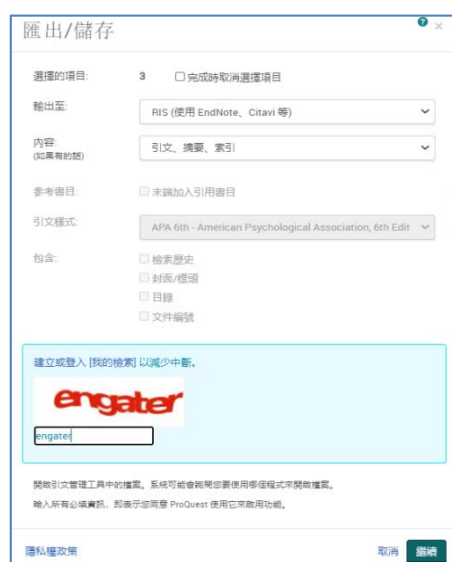 匯出/儲存
? ×
選擇的項目: 3 完成時取消選擇項目
輸出至: RIS (使用 EndNote、Citavi 等)
內容: 引文、摘要、索引
(如果有的話)
參考書目: 末端加入引用書目
引文樣式: APA 6th - American Psychological Association, 6th Edit
包含: 檢索歷史
封面/標頭
目錄
文件編號
建立或登入 [我的檢索] 以減少中斷。
engater
engater
開啟引文管理工具中的檔案。系統可能會詢問您要使用哪個程式來開啟檔案。
輸入所有必填資訊，即表示您同意 ProQuest 使用它來啟用功能。
隱私權政策 取消 繼續